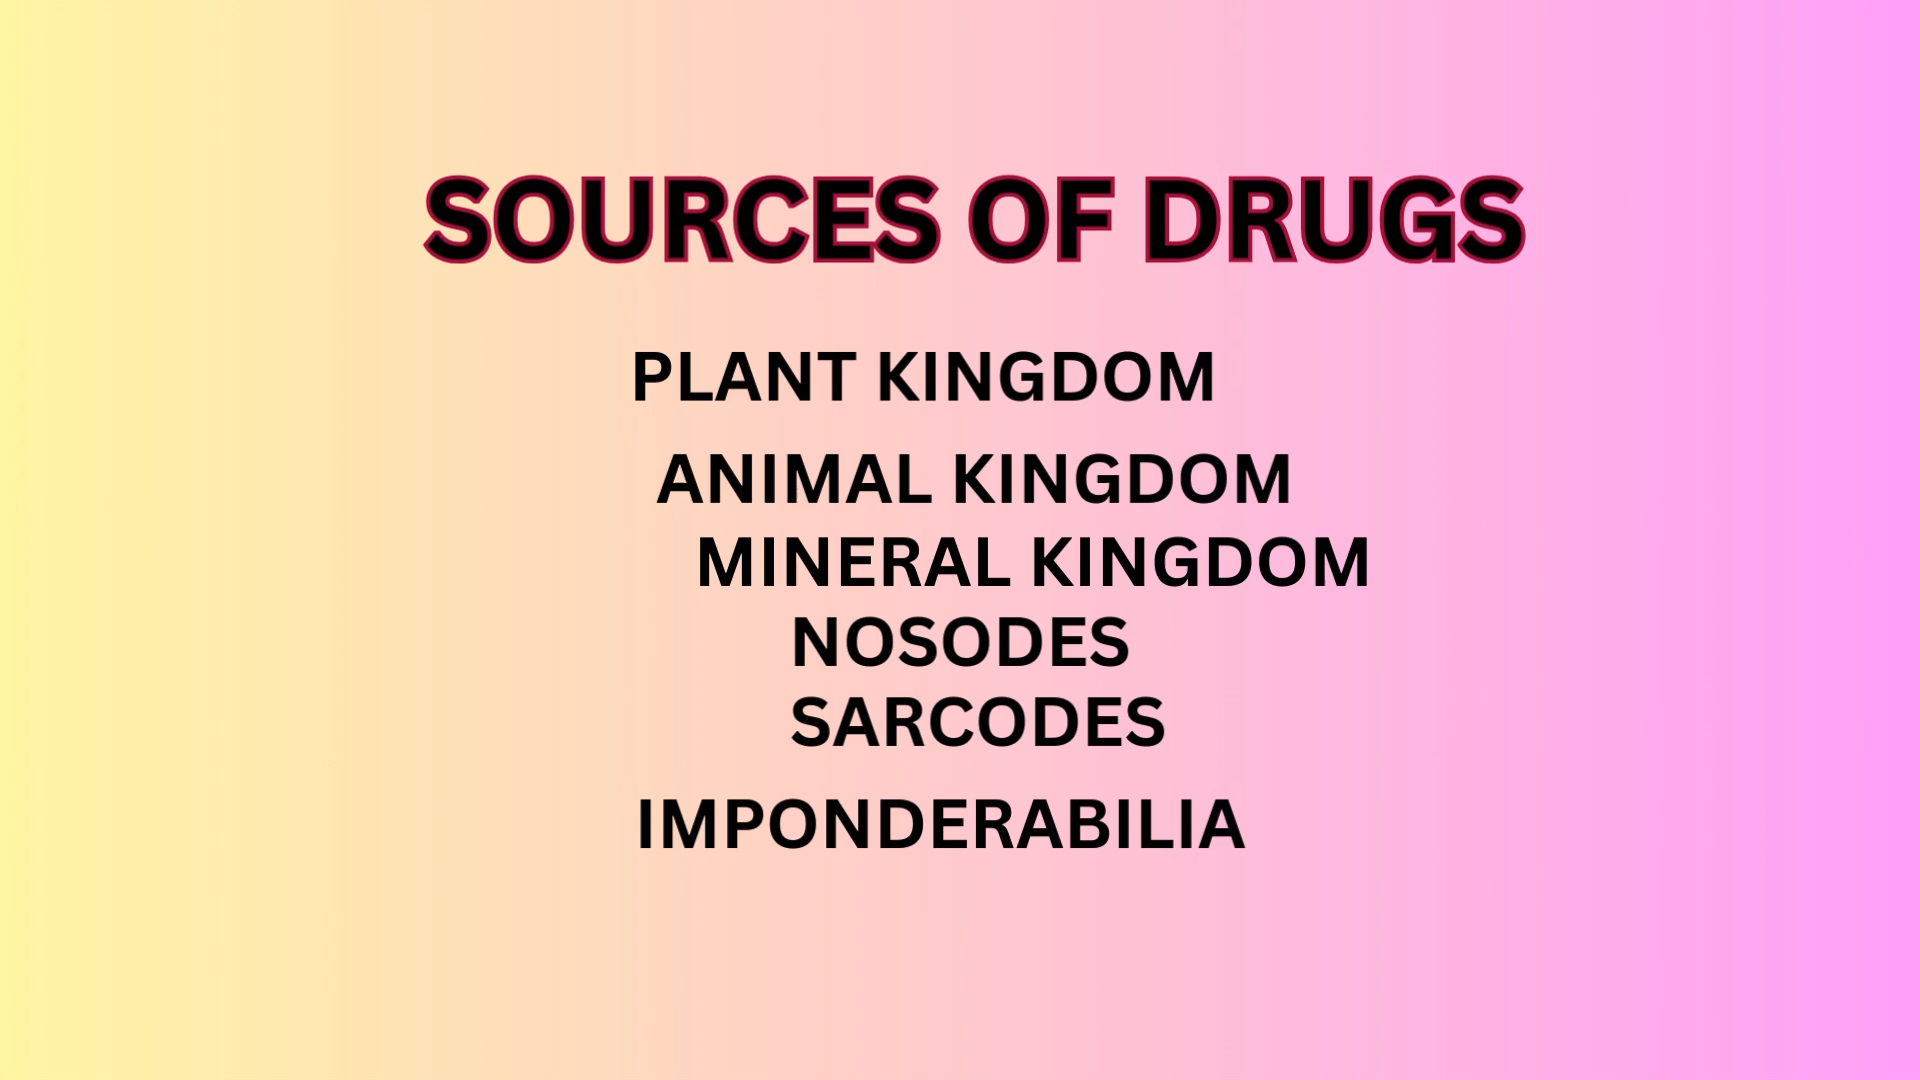 SOURCES OF DRUGS
PLANT KINGDOM
ANIMAL KINGDOM
MINERAL KINGDOM
NOSODES
SARCODES
IMPONDERABILIA